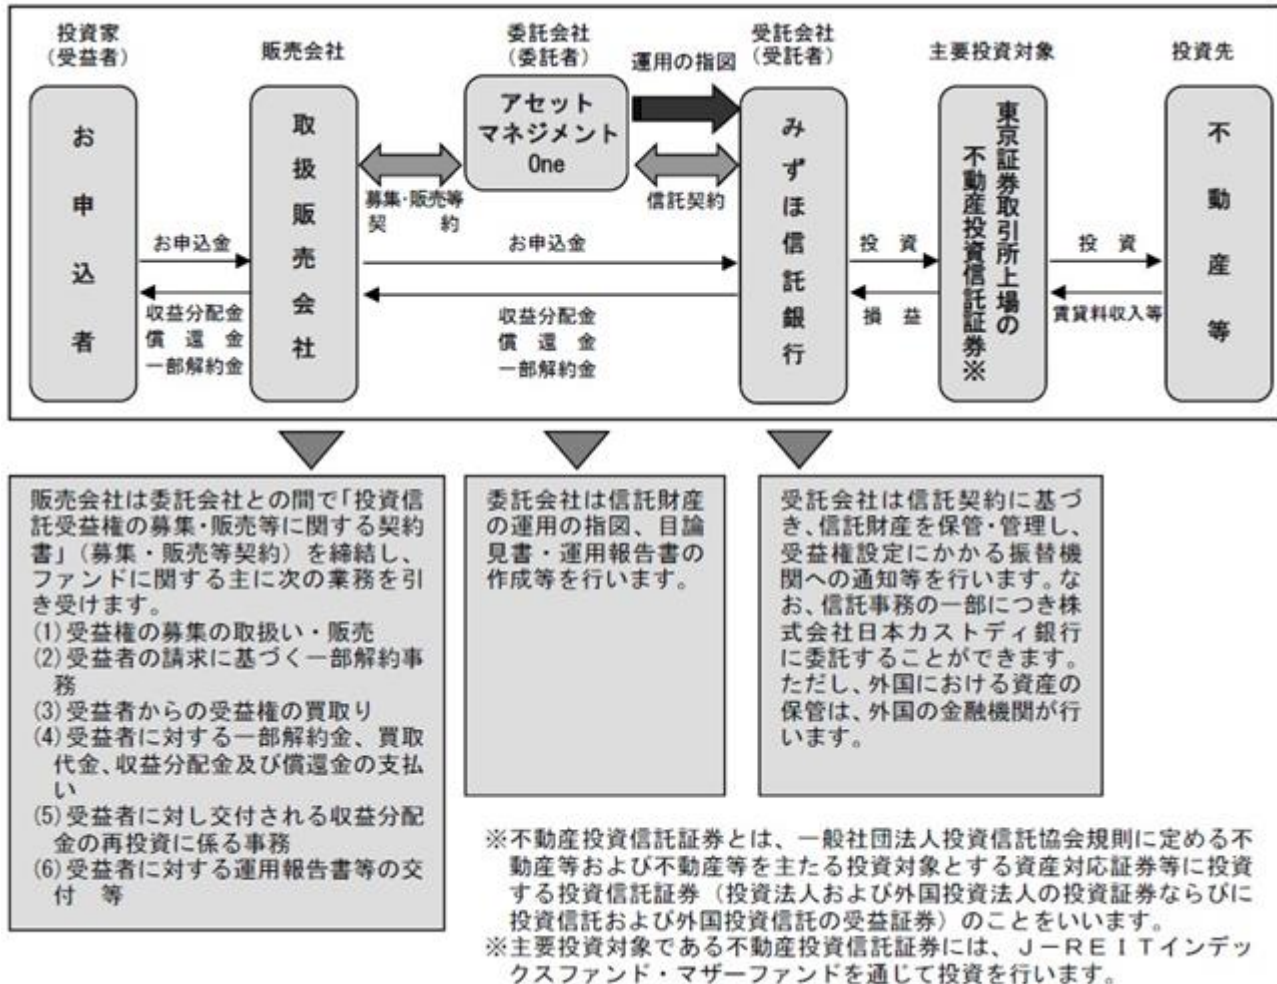 投資家
(受益者)
販売会社
委託会社
(委託者)
運用の指図
受託会社
(受託者)
主要投資対象
投資先
お申込者
取扱販売会社
アセット
マネジメント
One
みずほ信託銀行
東京証券取引所上場の
不動産投資信託証券※
不動産等
募集・販売等
契 約
信託契約
お申込金
収益分配金
償 還 金
一部解約金
お申込金
収益分配金
償 還 金
一部解約金
投 資
損 益
投 資
賃貸料収入等
販売会社は委託会社との間で「投資信
託受益権の募集・販売等に関する契約
書」(募集・販売等契約)を締結し、
ファンドに関する主に次の業務を引
き受けます。
(1)受益権の募集の取扱い・販売
(2)受益者の請求に基づく一部解約事
務
(3)受益者からの受益権の買取り
(4)受益者に対する一部解約金、買取
代金、収益分配金及び償還金の支払
い
(5)受益者に対し交付される収益分配
金の再投資に係る事務
(6)受益者に対する運用報告書等の交
付 等
委託会社は信託財産
の運用の指図、目論
見書・運用報告書の
作成等を行います。
受託会社は信託契約に基づ
き、信託財産を保管・管理し、
受益権設定にかかる振替機
関への通知等を行います。な
お、信託事務の一部につき株
式会社日本カストディ銀行
に委託することができます。
ただし、外国における資産の
保管は、外国の金融機関が行
います。
※不動産投資信託証券とは、一般社団法人投資信託協会規則に定める不
動産等および不動産等を主たる投資対象とする資産対応証券等に投資
する投資信託証券(投資法人および外国投資法人の投資証券ならびに
投資信託および外国投資信託の受益証券)のことをいいます。
※主要投資対象である不動産投資信託証券には、J-REITインデッ
クスファンド・マザーファンドを通じて投資を行います。